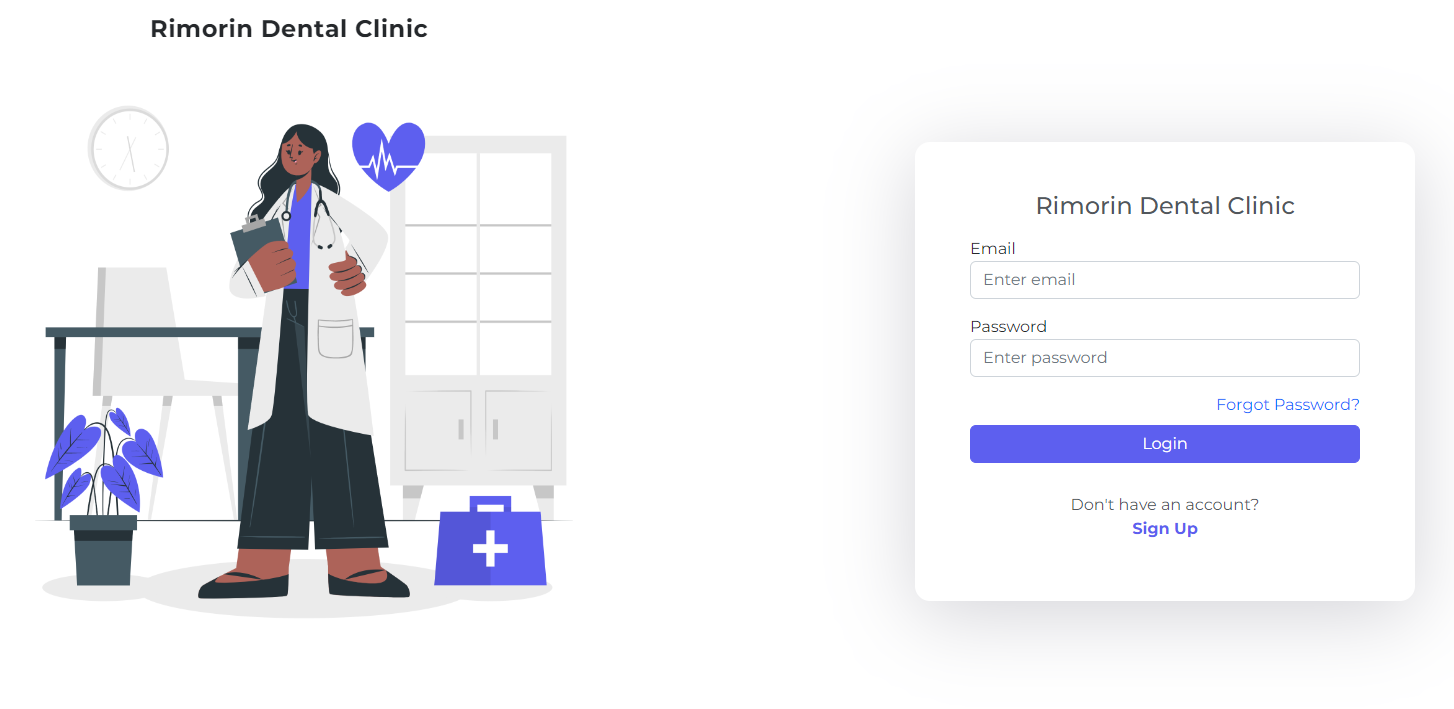 Rimorin Dental Clinic
Rimorin Dental Clinic
Email
Enter email
Password
Enter password
Forgot Password?
Login
Don't have an account?
Sign Up